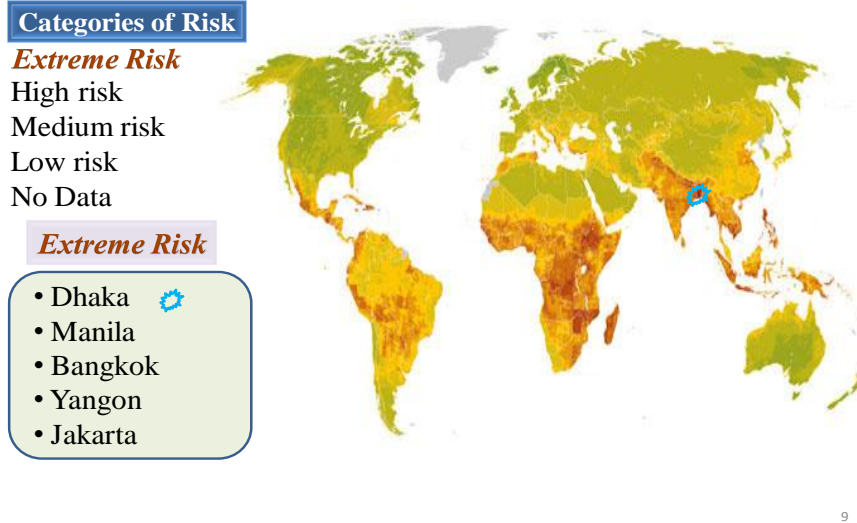 Categories of Risk
Extreme Risk
High risk
Medium risk
Low risk
No Data
Extreme Risk
• Dhaka
• Manila
• Bangkok
• Yangon
• Jakarta
9